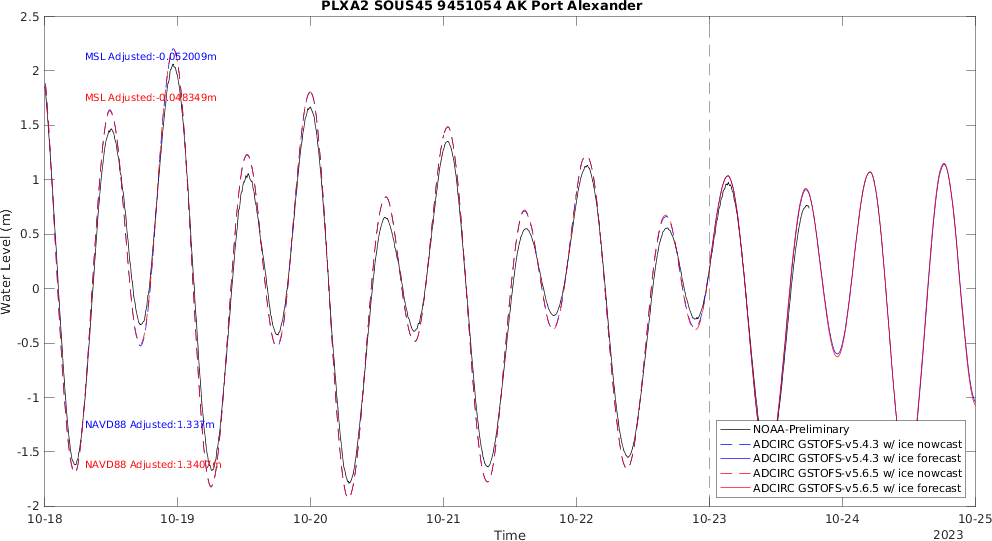 PLXA2 SOUS45 9451054 AK Port Alexander
2.5
2
1.5
1
0.5
0
-0.5
-1
-1.5
-2
Water Level (m)
MSL Adjusted:-0.052009m
MSL Adjusted:-0.048349m
NAVD88 Adjusted:1.337m
NAVD88 Adjusted:1.3407m
NOAA-Preliminary
ADCIRC GSTOFS-v5.4.3 w/ ice nowcast
ADCIRC GSTOFS-v5.4.3 w/ ice forecast
ADCIRC GSTOFS-v5.6.5 w/ ice nowcast
ADCIRC GSTOFS-v5.6.5 w/ ice forecast
10-18 10-19 10-20 10-21 10-22 10-23 10-24 10-25
Time
2023